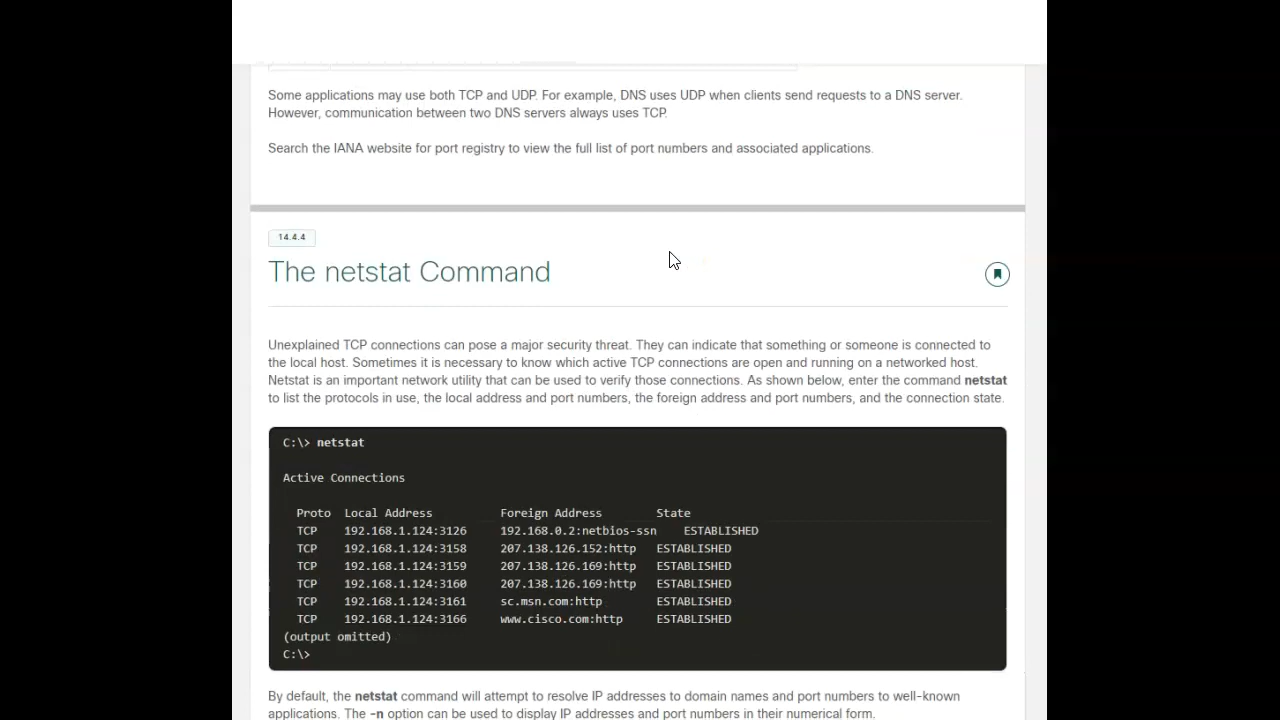 Some applications may use both TCP and UDP. For example, DNS uses UDP when clients send requests to a DNS server.
However, communication between two DNS servers always uses TCP.
Search the IANA website for port registry to view the full list of port numbers and associated applications.
14.4.4
The netstat Command
Unexplained TCP connections can pose a major security threat. They can indicate that something or someone is connected to
the local host. Sometimes it is necessary to know which active TCP connections are open and running on a networked host.
Netstat is an important network utility that can be used to verify those connections. As shown below, enter the command netstat
to list the protocols in use, the local address and port numbers, the foreign address and port numbers, and the connection state.
C:\> netstat
Active Connections
Proto Local Address Foreign Address State
TCP 192.168.1.124:3126 192.168.0.2:netbios-ssn ESTABLISHED
TCP 192.168.1.124:3158 207.138.126.152:http ESTABLISHED
TCP 192.168.1.124:3159 207.138.126.169:http ESTABLISHED
TCP 192.168.1.124:3160 207.138.126.169:http ESTABLISHED
TCP 192.168.1.124:3161 sc.msn.com:http ESTABLISHED
TCP 192.168.1.124:3166 www.cisco.com:http ESTABLISHED
(output omitted)
C:\>
By default, the netstat command will attempt to resolve IP addresses to domain names and port numbers to well-known
applications. The -n option can be used to display IP addresses and port numbers in their numerical form.